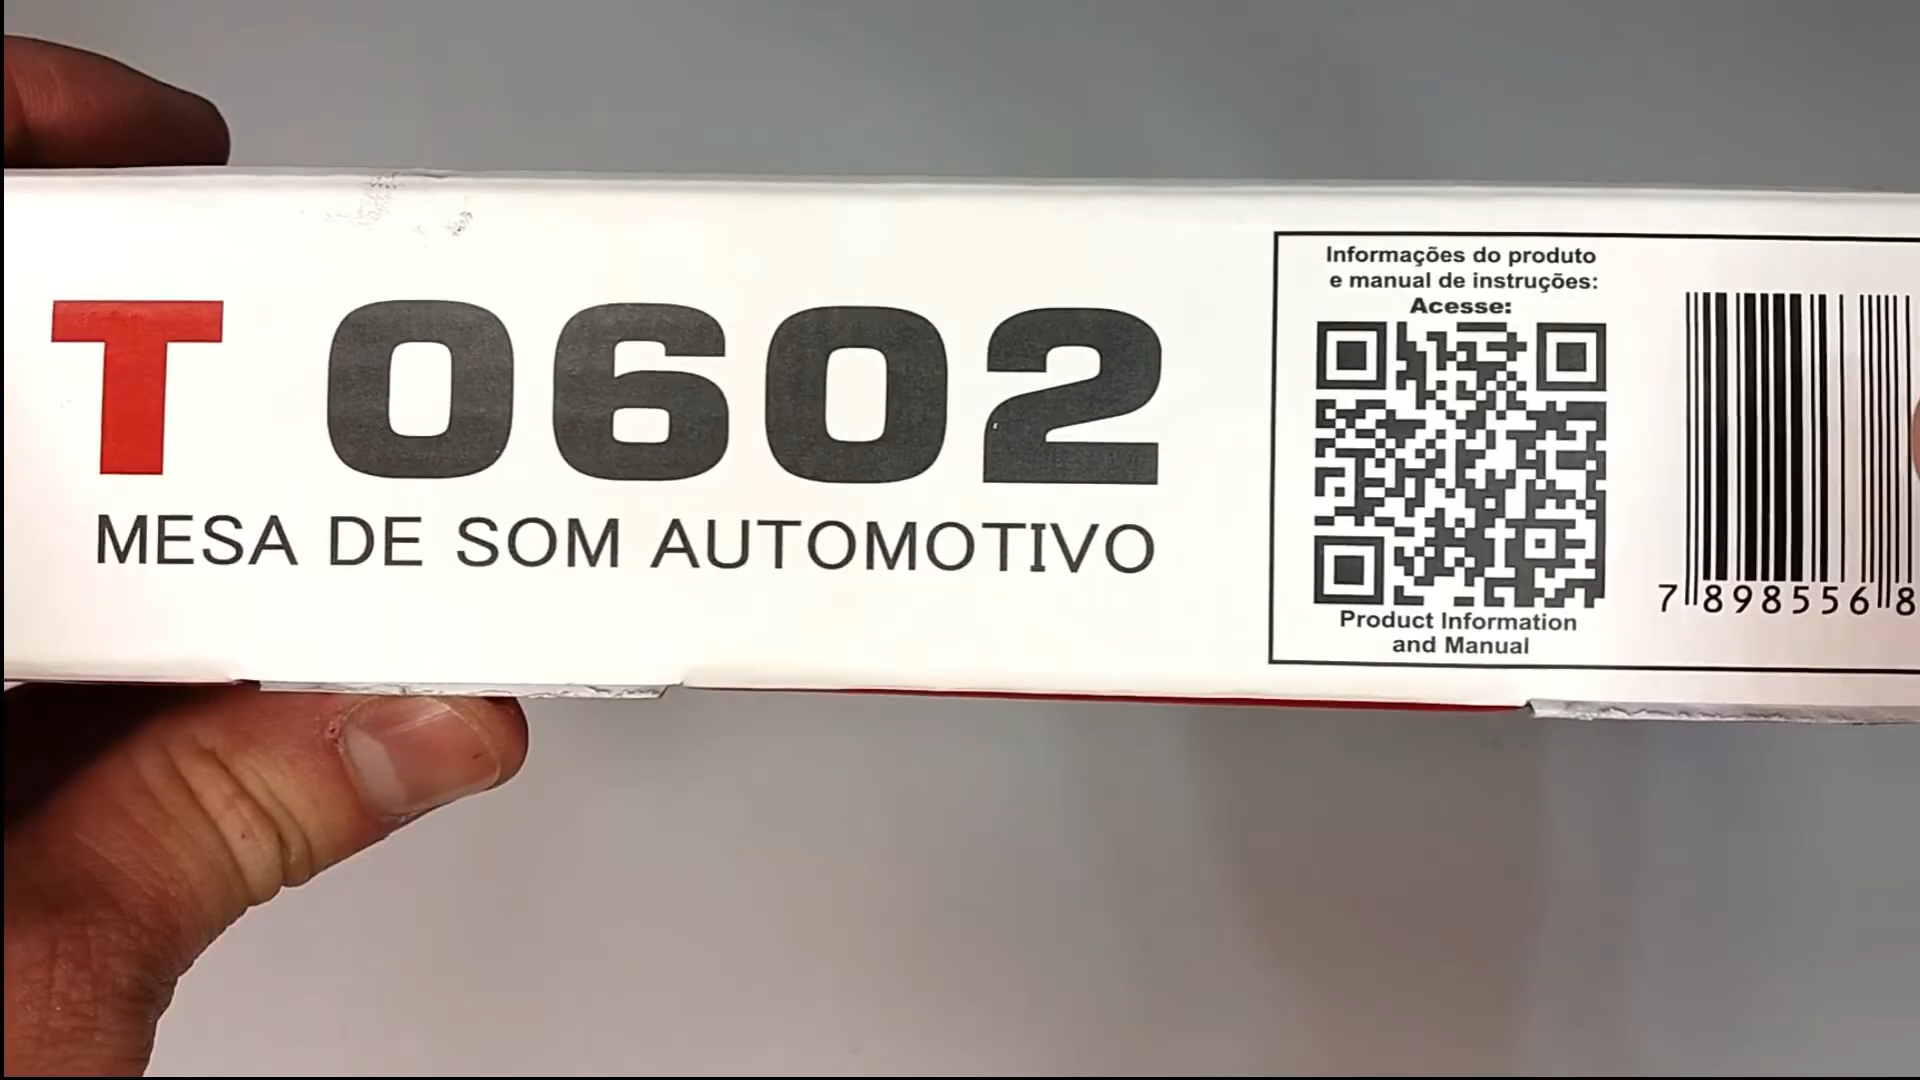 T 0602
MESA DE SOM AUTOMOTIVO
Informações do produto
e manual de instruções:
Acesse:
Product Information
and Manual
7 898556 8